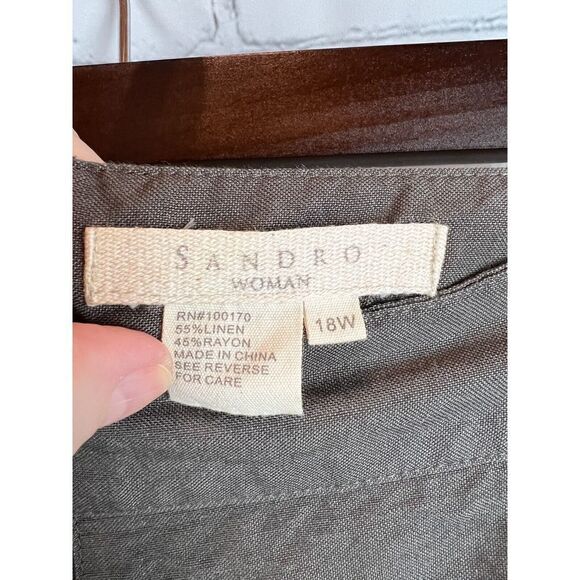 SANDRO
WOMAN
RN#100170
55%LINEN
45%RAYON
MADE IN CHINA
SEE REVERSE
FOR CARE
18W